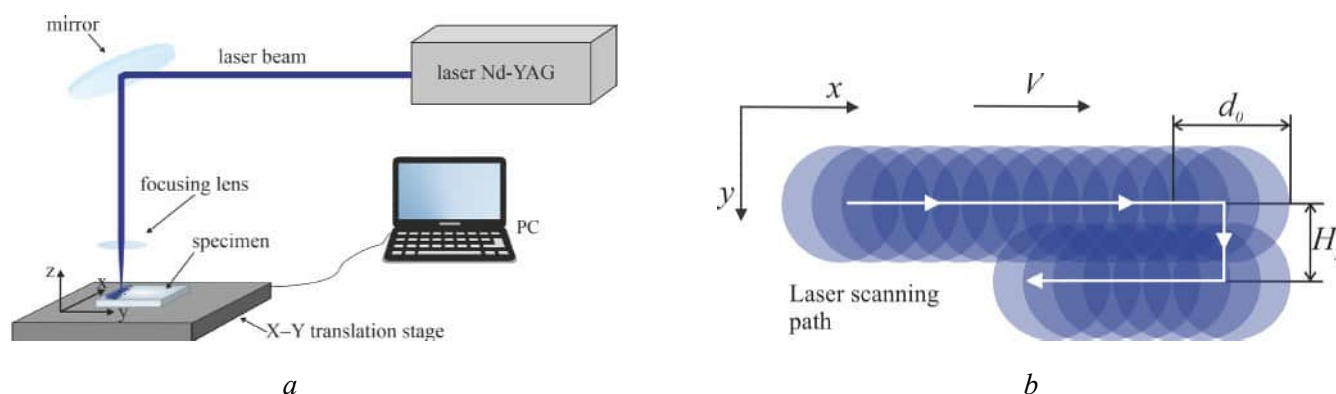 mirror
laser beam
laser Nd-YAG
focusing lens
specimen
PC
z
x
y
X–Y translation stage
a
x
V
d₀
y
H
Laser scanning
path
b